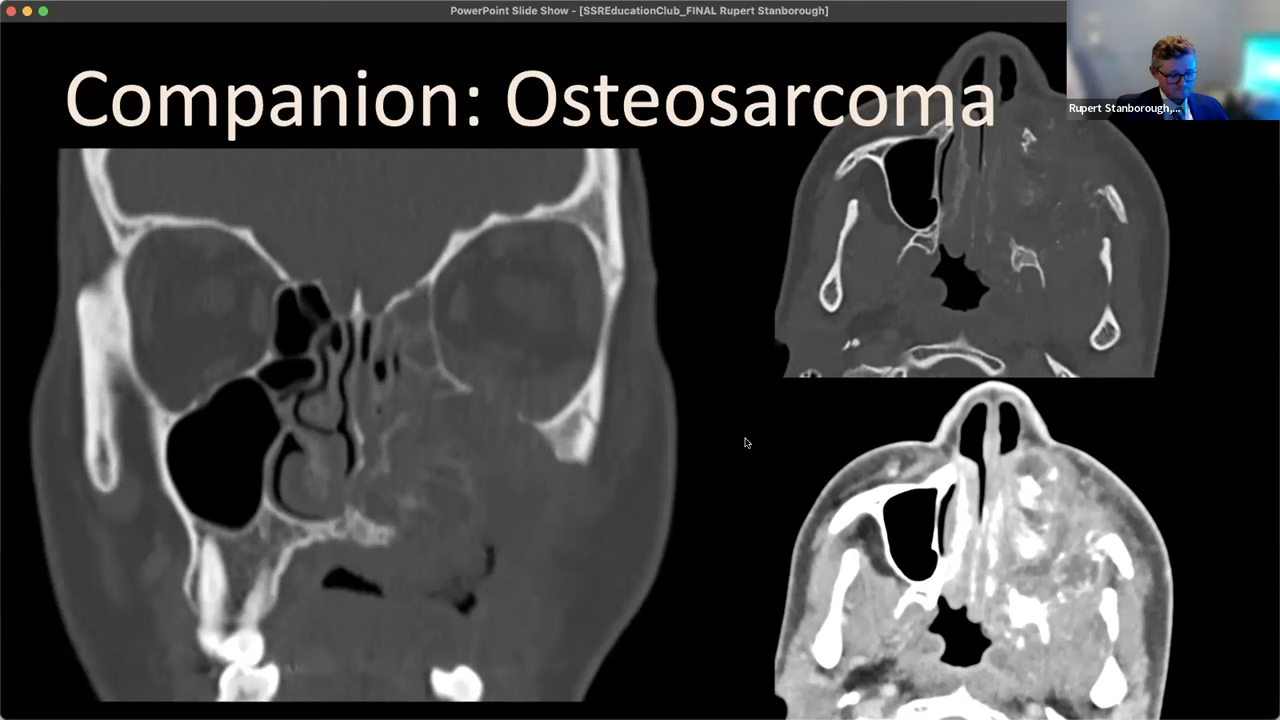 PowerPoint Slide Show - [SSREducationClub_FINAL Rupert Stanborough]
Companion: Osteosarcoma
Rupert Stanborough,...